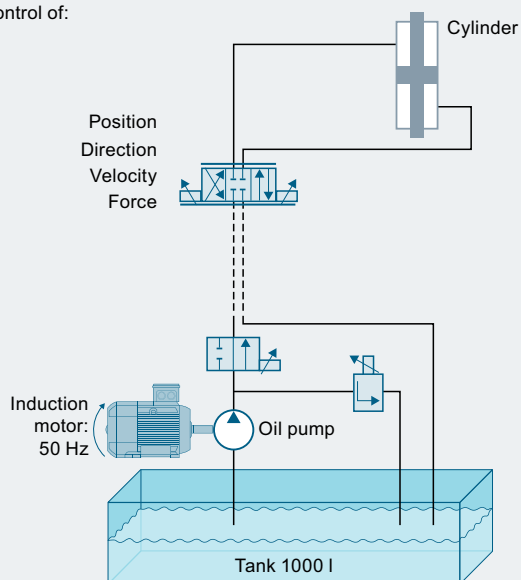 ontrol of:
Cylinder
Position
Direction
Velocity
Force
Induction
motor:
50 Hz
Oil pump
Tank 1000 l